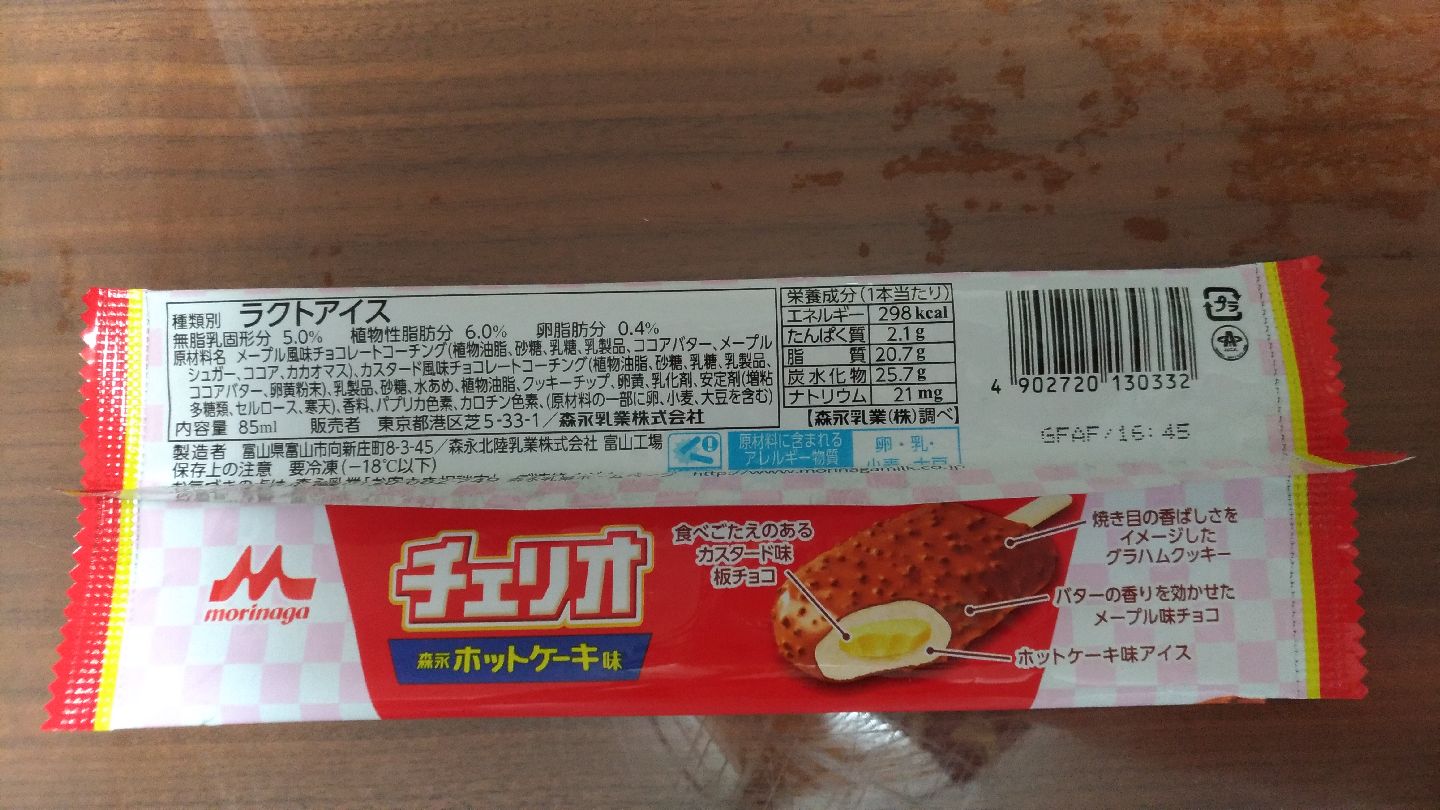 種類別 ラクトアイス
無脂乳固形分 5.0% 植物性脂肪分 6.0% 卵脂肪分 0.4%
原材料名 メープル風味チョコレートコーチング(植物油脂、砂糖、乳糖、乳製品、ココアバター、メープル
シュガー、ココア、カカオマス)、カスタード風味チョコレートコーチング(植物油脂、砂糖、乳糖、乳製品、
ココアバター、卵黄粉末)、乳製品、砂糖、水あめ、植物油脂、クッキーチップ、卵黄、乳化剤、安定剤(増粘
多糖類、セルロース、寒天)、香料、パプリカ色素、カロチン色素、(原材料の一部に卵、小麦、大豆を含む)
内容量 85ml 販売者 東京都港区芝5-33-1/森永乳業株式会社
製造者 富山県富山市向新庄町8-3-45/森永北陸乳業株式会社 富山工場
保存上の注意 要冷凍(-18℃以下)
原材料に含まれる
アレルギー物質
卵・乳・
小麦・大豆
http://www.morinagamilk.co.jp
栄養成分(1本当たり)
エネルギー 298kcal
たんぱく質 2.1g
脂質 20.7g
炭水化物 25.7g
ナトリウム 21mg
【森永乳業(株)調べ】
4 902720 130332
プラ
GFAF/16:45
morinaga
チェリオ
森永ホットケーキ味
食べごたえのある
カスタード味
板チョコ
焼き目の香ばしさを
イメージした
グラハムクッキー
バターの香りを効かせた
メープル味チョコ
ホットケーキ味アイス